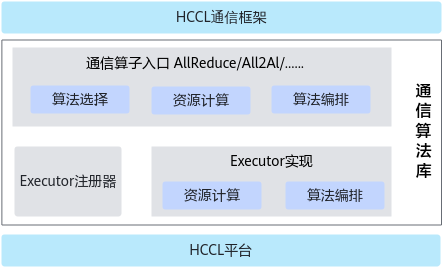 HCCL通信框架
通信算子入口 AllReduce/All2Al/......
算法选择
资源计算
算法编排
通信算法库
Executor注册器
Executor实现
资源计算
算法编排
HCCL平台